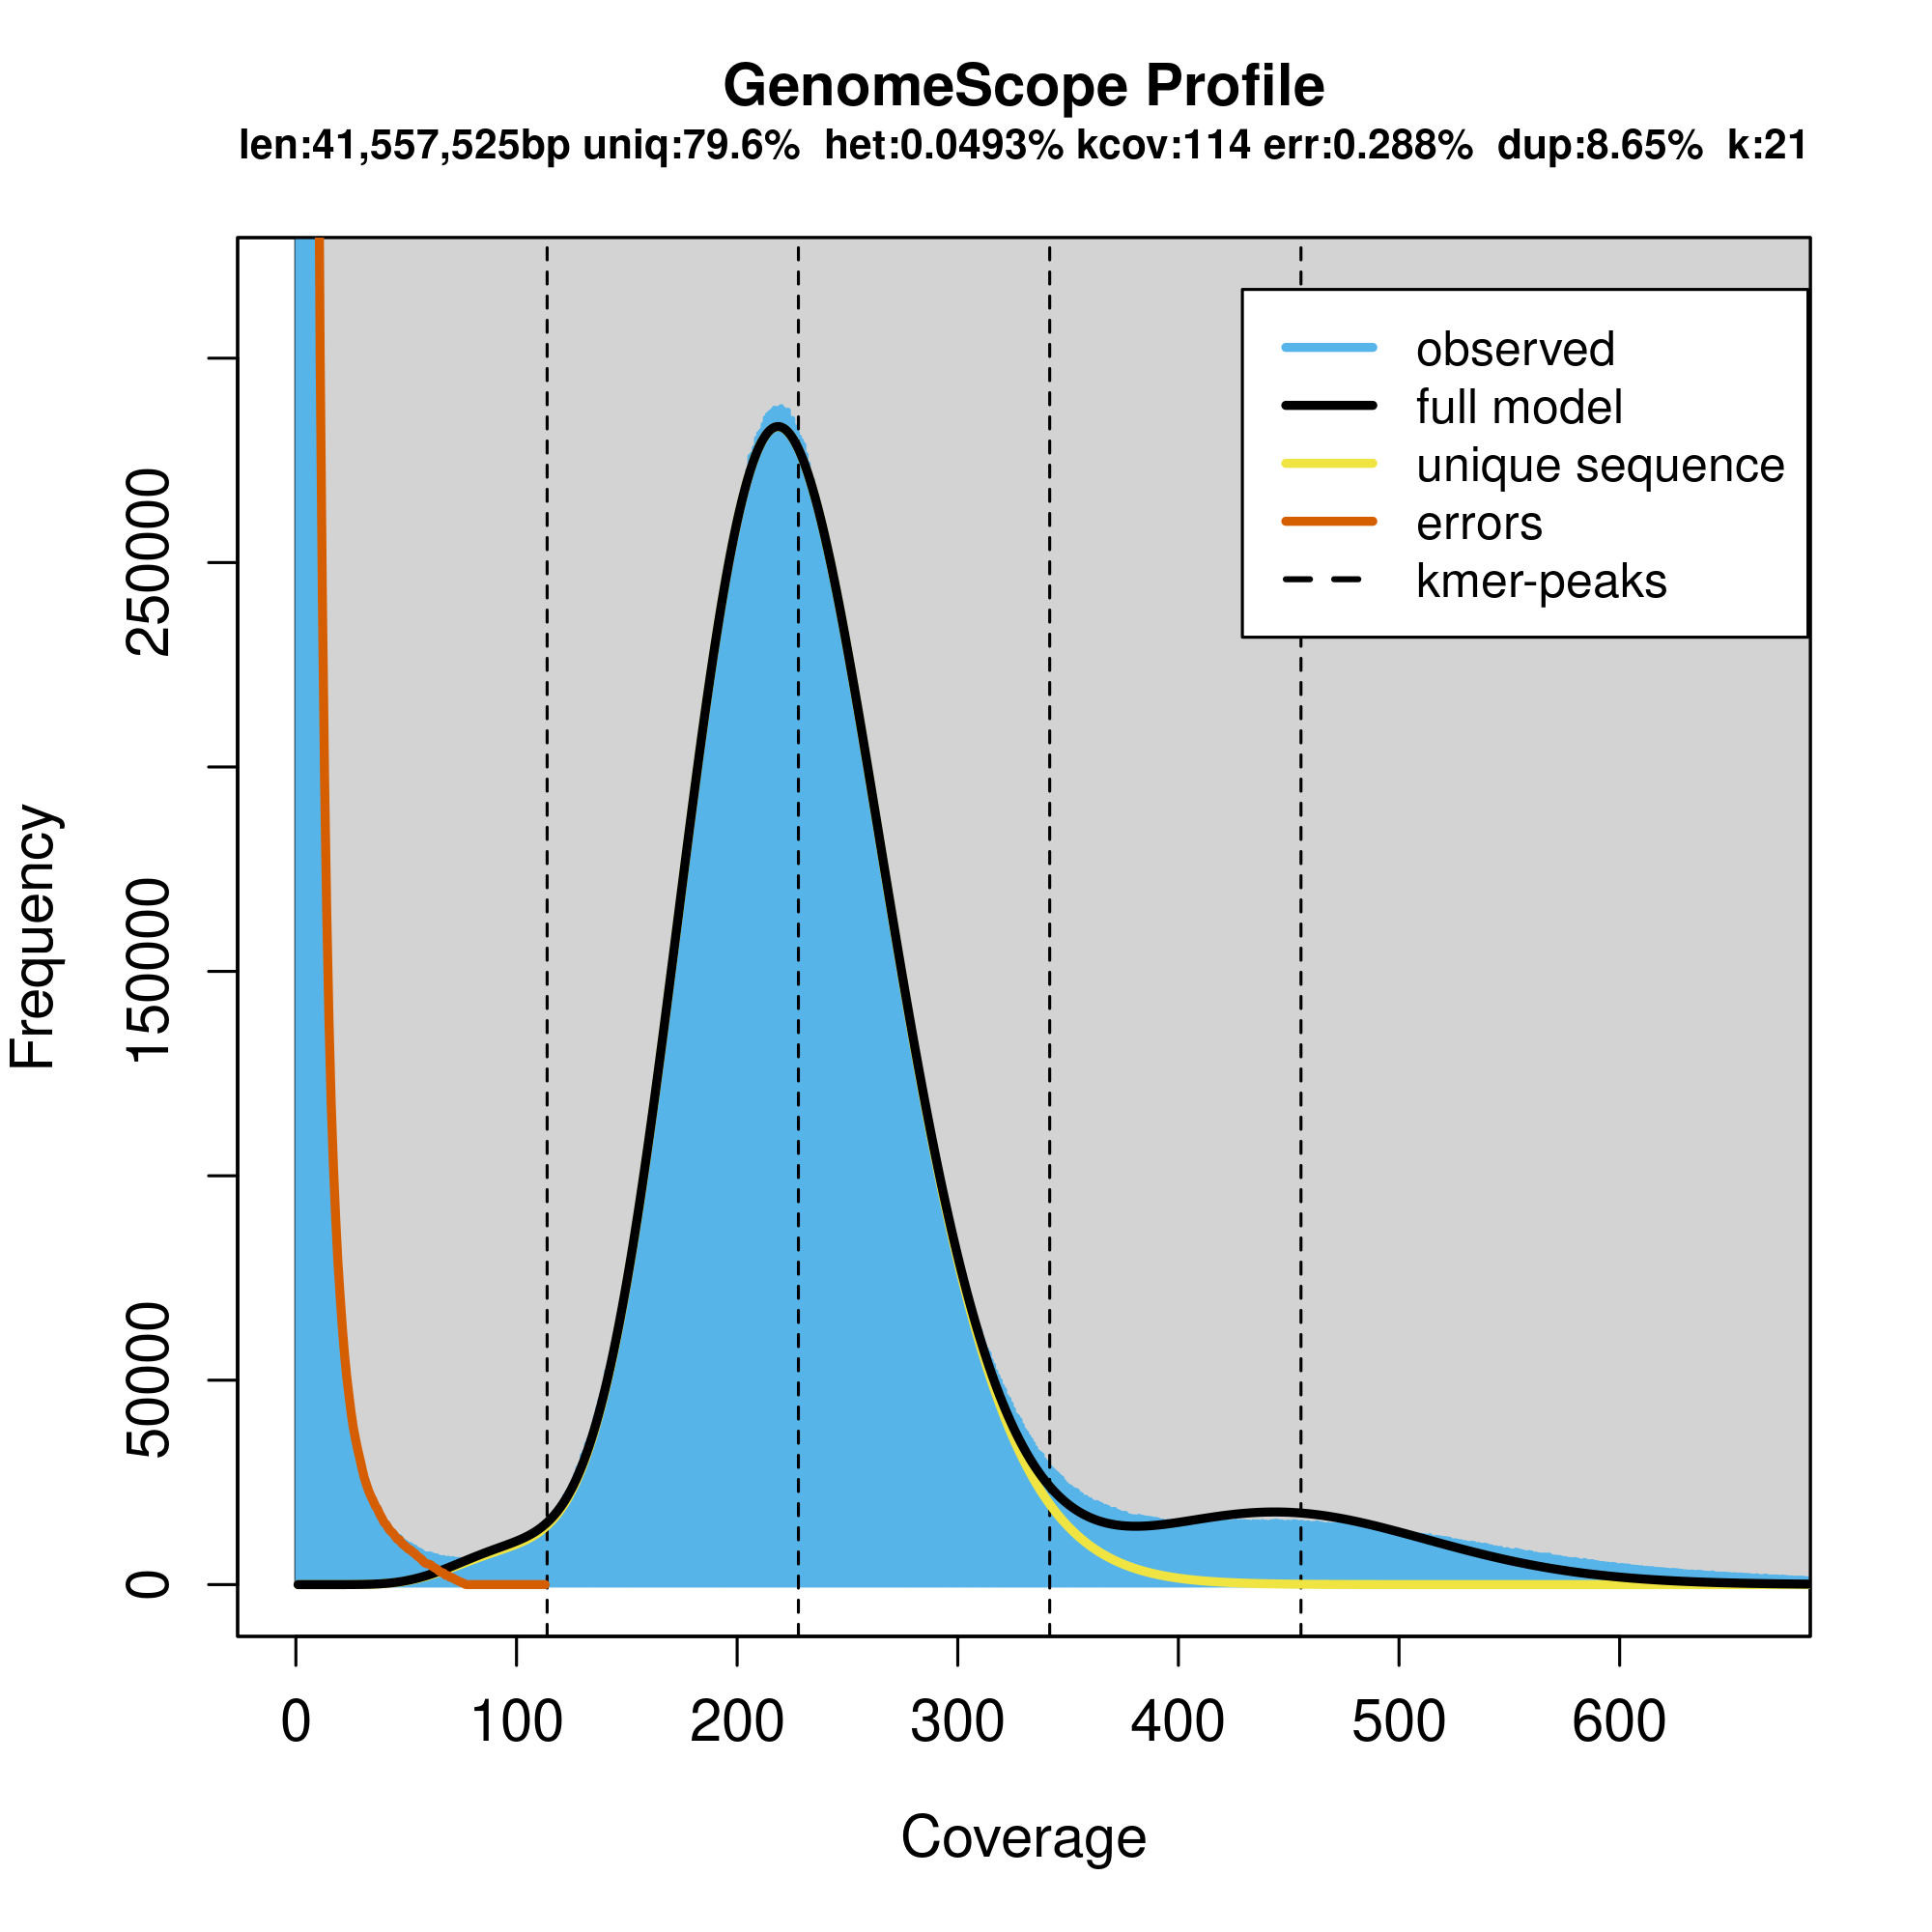 GenomeScope Profile
len:41,557,525bp uniq:79.6% het:0.0493% kcov:114 err:0.288% dup:8.65% k:21
observed
full model
unique sequence
errors
kmer-peaks
Frequency
250000
150000
50000
0
0 100 200 300 400 500 600
Coverage